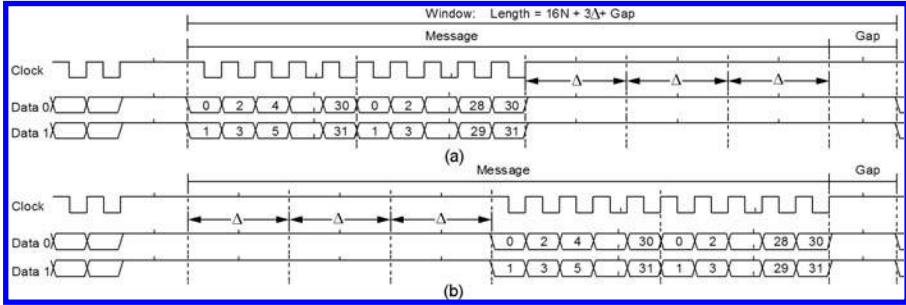 Window: Length = 16N + 3Δ+ Gap
Message Gap
Clock
Δ Δ Δ
Data 0 0 2 4 30 0 2 28 30
Data 1 1 3 5 31 1 3 29 31
(a)
Message Gap
Clock
Δ Δ Δ
Data 0 0 2 4 30 0 2 28 30
Data 1 1 3 5 31 1 3 29 31
(b)